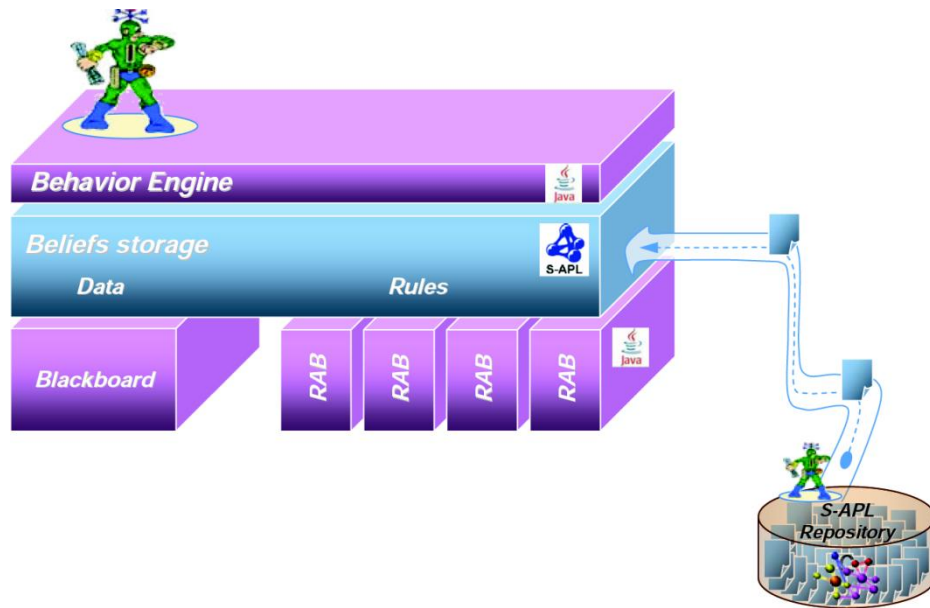 Behavior Engine
Java
Beliefs storage
S-APL
Data
Rules
Blackboard
RAB
RAB
RAB
RAB
Java
S-APL
Repository